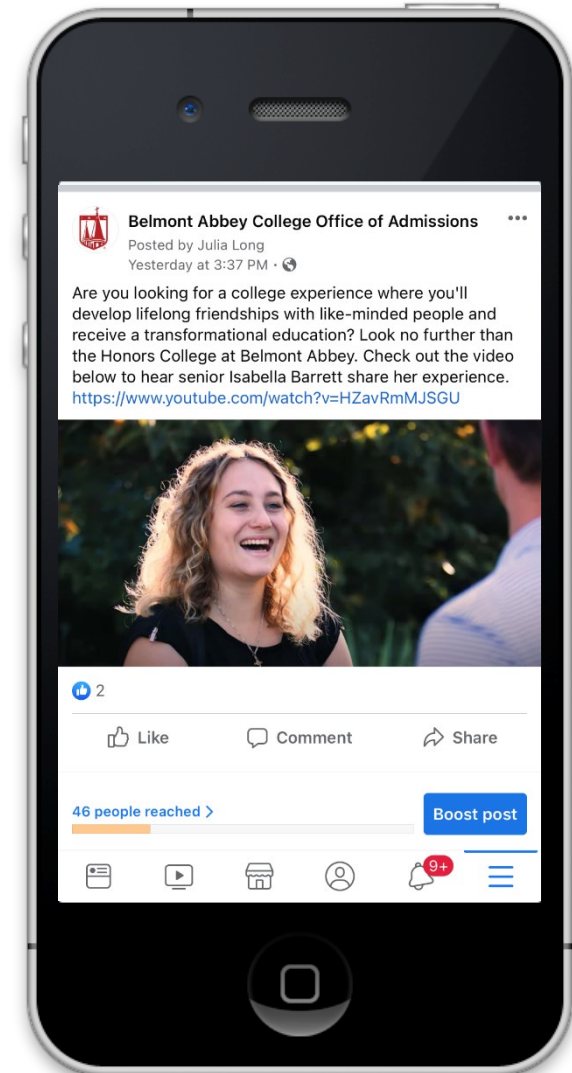 Belmont Abbey College Office of Admissions
Posted by Julia Long
Yesterday at 3:37 PM ·
Are you looking for a college experience where you'll
develop lifelong friendships with like-minded people and
receive a transformational education? Look no further than
the Honors College at Belmont Abbey. Check out the video
below to hear senior Isabella Barrett share her experience.
https://www.youtube.com/watch?v=HZavRmMJSGU
2
Like Comment Share
46 people reached >
Boost post
9+